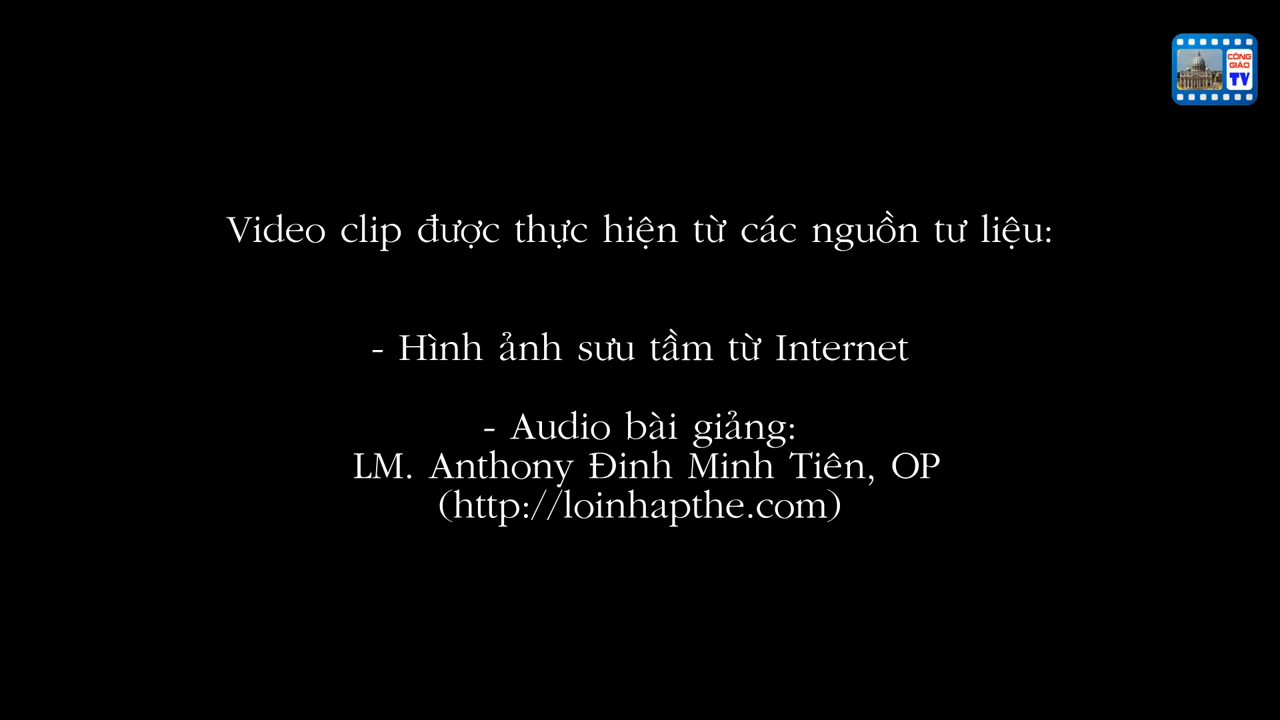 CÔNG
GIÁO
TV
Video clip được thực hiện từ các nguồn tư liệu:
- Hình ảnh sưu tầm từ Internet
- Audio bài giảng:
LM. Anthony Đinh Minh Tiên, OP
(http://loinhapthe.com)